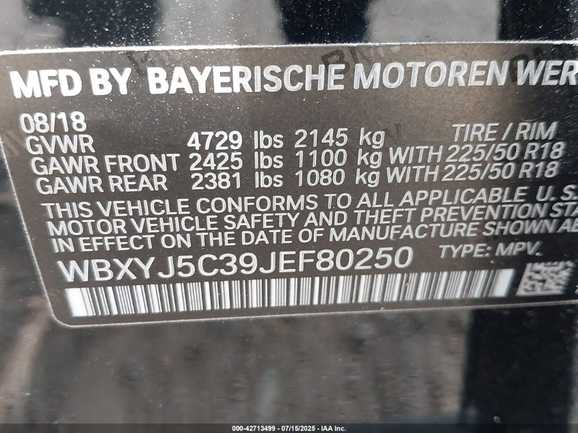 MFD BY BAYERISCHE MOTOREN WER
08/18
GVWR 4729 lbs 2145 kg TIRE / RIM
GAWR FRONT 2425 lbs 1100 kg WITH 225/50 R18
GAWR REAR 2381 lbs 1080 kg WITH 225/50 R18
THIS VEHICLE CONFORMS TO ALL APPLICABLE U.S.
MOTOR VEHICLE SAFETY AND THEFT PREVENTION
IN EFFECT ON THE DATE OF MANUFACTURE SHOWN
WBXYJ5C39JEF80250 TYPE: MPV.
000-42713499 - 07/15/2025 - IAA, Inc.